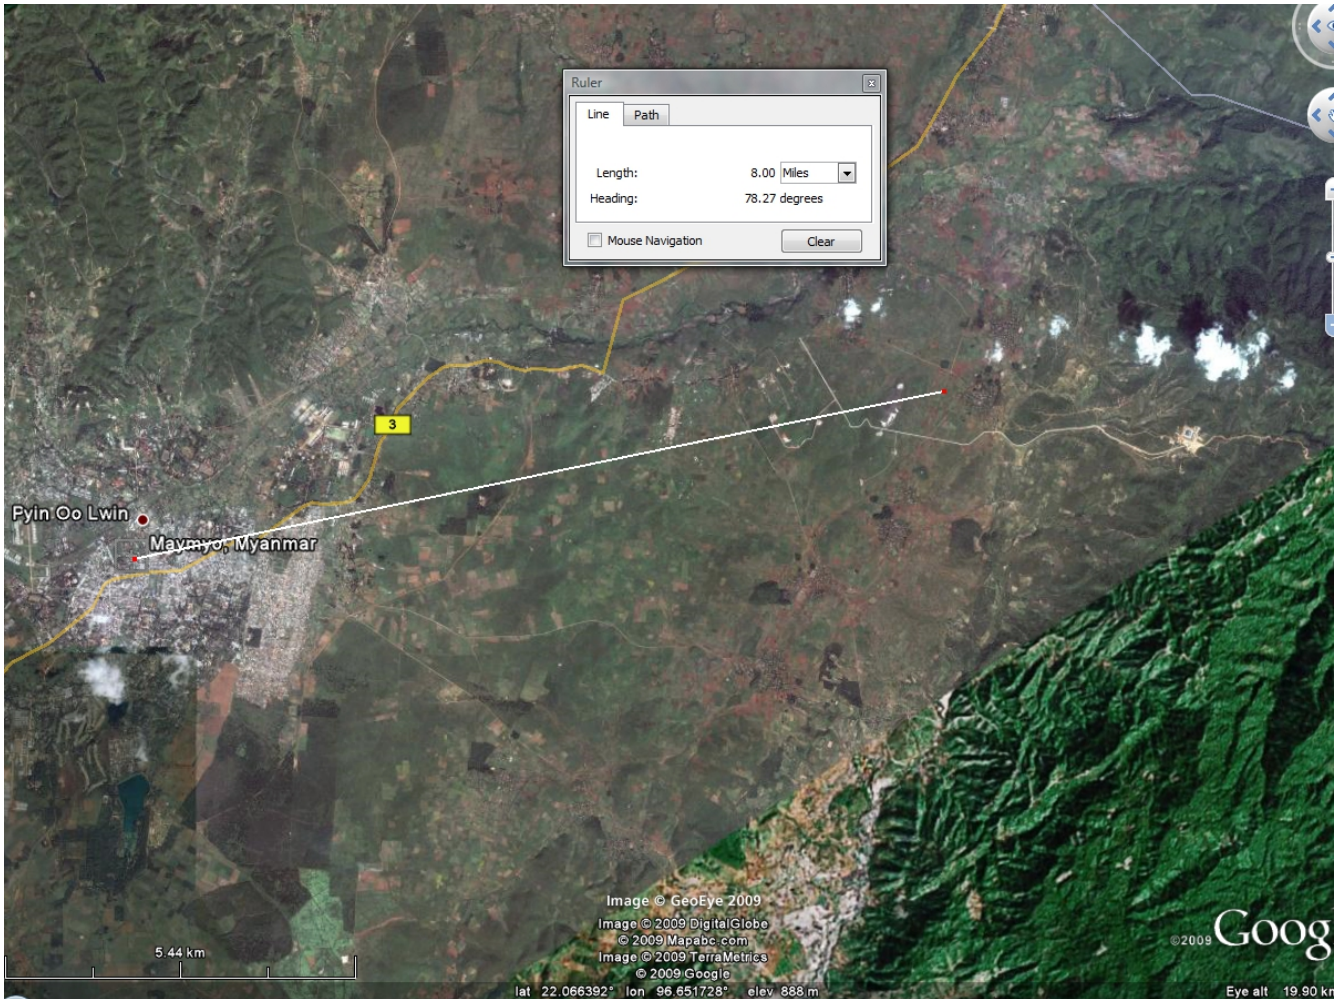 Ruler
Line Path
Length: 8.00 Miles
Heading: 78.27 degrees
Mouse Navigation Clear
3
Pyin Oo Lwin
Maymyo, Myanmar
Image © GeoEye 2009
Image © 2009 DigitalGlobe
© 2009 Mapabc.com
Image © 2009 TerraMetrics
© 2009 Google
©2009 Goog
5.44 km
lat 22.066392° lon 96.651728° elev 888 m
Eye alt 19.90 km